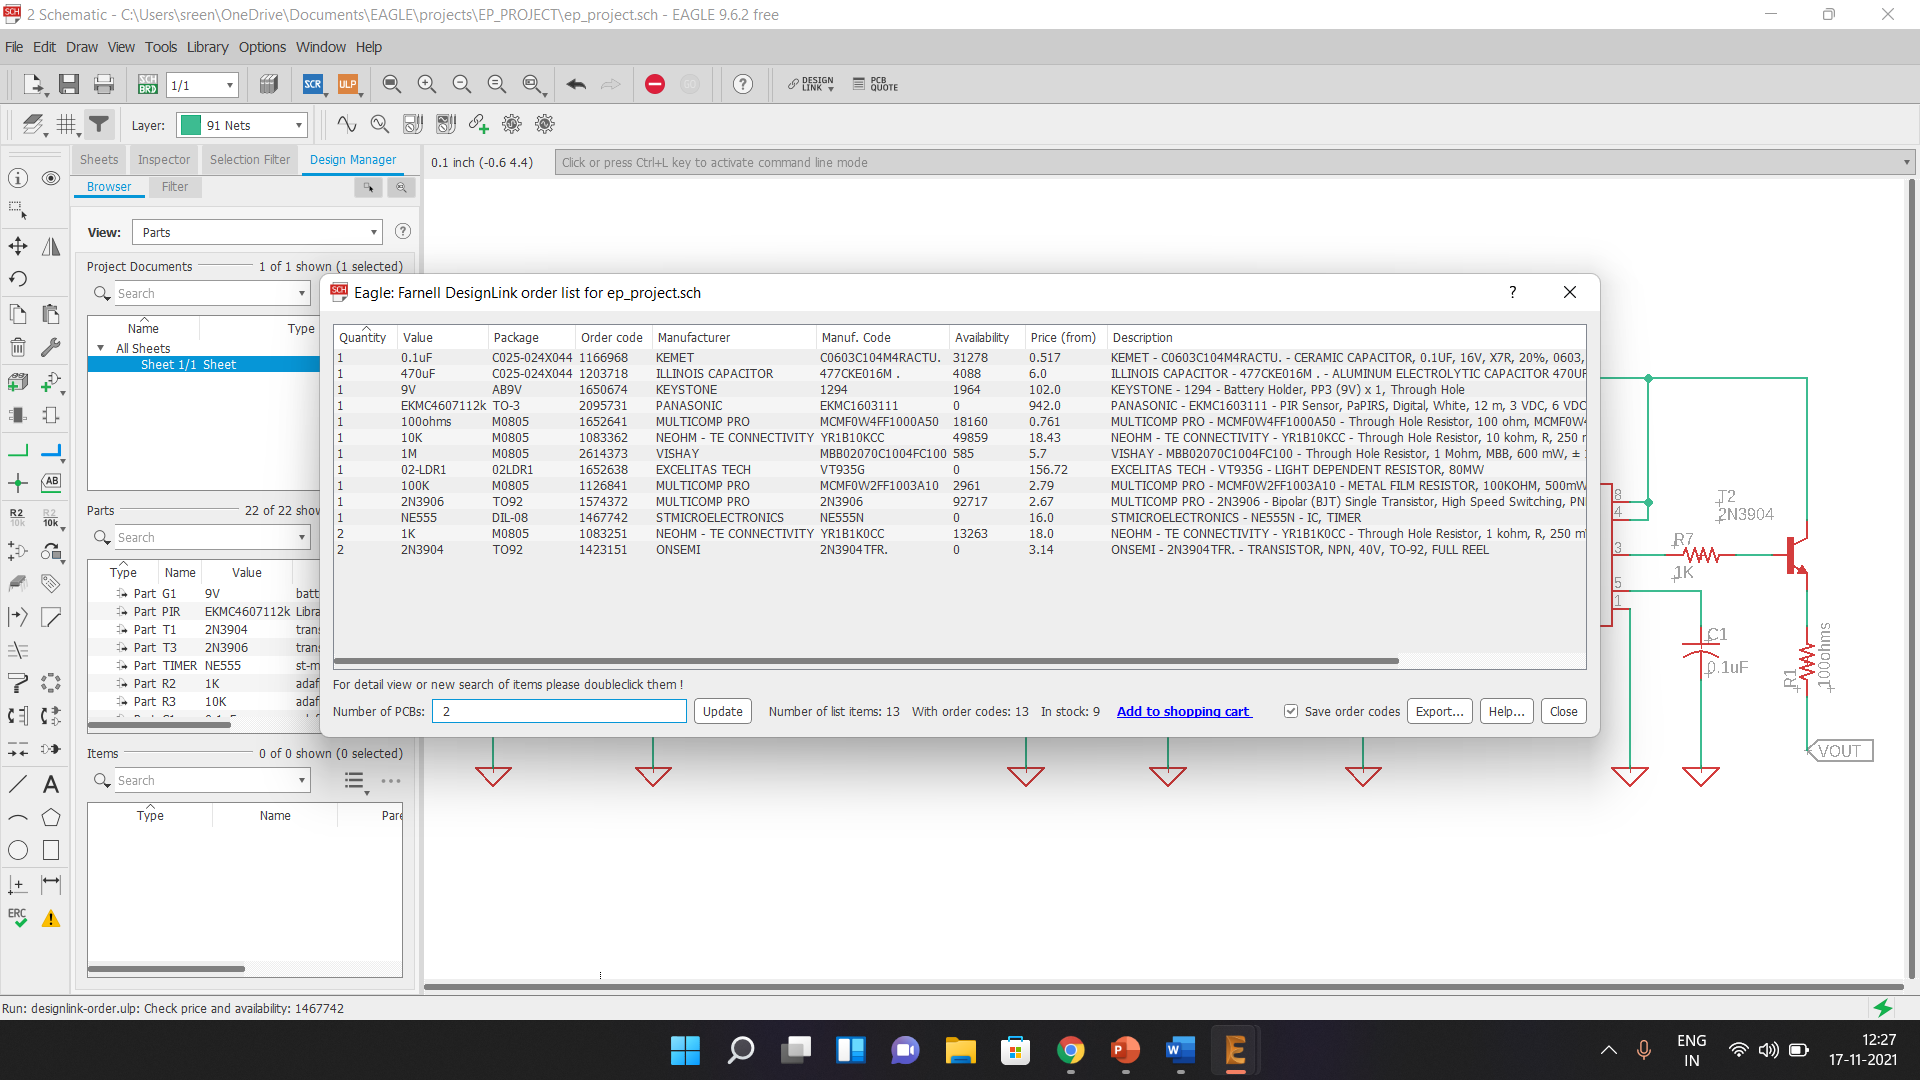 2 Schematic - C:\Users\sreen\OneDrive\Documents\EAGLE\projects\EP_PROJECT\ep_project.sch - EAGLE 9.6.2 free
File Edit Draw View Tools Library Options Window Help
SCH BRD 1/1 SCR ULP GO DESIGN LINK PCB QUOTE
Layer: 91 Nets
Sheets Inspector Selection Filter Design Manager
0.1 inch (-0.6 4.4) Click or press Ctrl+L key to activate command line mode
Browser Filter
View: Parts
Project Documents 1 of 1 shown (1 selected)
Search
Name Type
All Sheets
Sheet 1/1 Sheet
Parts 22 of 22
Search
Type Name Value
Part G1 9V batt
Part PIR EKMC4607112k Libra
Part T1 2N3904 trans
Part T3 2N3906 trans
Part TIMER NE555 st-m
Part R2 1K adaf
Part R3 10K adaf
Items 0 of 0 shown (0 selected)
Search
Type Name Pare
R2 10k R2 10k
AB
A
ERC
Eagle: Farnell DesignLink order list for ep_project.sch
Quantity Value Package Order code Manufacturer Manuf. Code Availability Price (from) Description
1 0.1uF C025-024X044 1166968 KEMET C0603C104M4RACTU. 31278 0.517 KEMET - C0603C104M4RACTU. - CERAMIC CAPACITOR, 0.1UF, 16V, X7R, 20%, 0603,
1 470uF C025-024X044 1203718 ILLINOIS CAPACITOR 477CKE016M . 4088 6.0 ILLINOIS CAPACITOR - 477CKE016M . - ALUMINUM ELECTROLYTIC CAPACITOR 470UF
1 9V AB9V 1650674 KEYSTONE 1294 1964 102.0 KEYSTONE - 1294 - Battery Holder, PP3 (9V) x 1, Through Hole
1 EKMC4607112k TO-3 2095731 PANASONIC EKMC1603111 0 942.0 PANASONIC - EKMC1603111 - PIR Sensor, PaPIRS, Digital, White, 12 m, 3 VDC, 6 VDC
1 100ohms M0805 1652641 MULTICOMP PRO MCMF0W4FF1000A50 18160 0.761 MULTICOMP PRO - MCMF0W4FF1000A50 - Through Hole Resistor, 100 ohm, MCMF0W4
1 10K M0805 1083362 NEOHM - TE CONNECTIVITY YR1B10KCC 49859 18.43 NEOHM - TE CONNECTIVITY - YR1B10KCC - Through Hole Resistor, 10 kohm, R, 250 m
1 1M M0805 2614373 VISHAY MBB02070C1004FC100 585 5.7 VISHAY - MBB02070C1004FC100 - Through Hole Resistor, 1 Mohm, MBB, 600 mW, ±
1 02-LDR1 02LDR1 1652638 EXCELITAS TECH VT935G 0 156.72 EXCELITAS TECH - VT935G - LIGHT DEPENDENT RESISTOR, 80MW
1 100K M0805 1126841 MULTICOMP PRO MCMF0W2FF1003A10 2961 2.79 MULTICOMP PRO - MCMF0W2FF1003A10 - METAL FILM RESISTOR, 100KOHM, 500mW
1 2N3906 TO92 1574372 MULTICOMP PRO 2N3906 92717 2.67 MULTICOMP PRO - 2N3906 - Bipolar (BJT) Single Transistor, High Speed Switching, PN
1 NE555 DIL-08 1467742 STMICROELECTRONICS NE555N 0 16.0 STMICROELECTRONICS - NE555N - IC, TIMER
2 1K M0805 1083251 NEOHM - TE CONNECTIVITY YR1B1K0CC 13263 18.0 NEOHM - TE CONNECTIVITY - YR1B1K0CC - Through Hole Resistor, 1 kohm, R, 250 m
2 2N3904 TO92 1423151 ONSEMI 2N3904TFR. 0 3.14 ONSEMI - 2N3904TFR. - TRANSISTOR, NPN, 40V, TO-92, FULL REEL
For detail view or new search of items please doubleclick them !
Number of PCBs: 2 Update Number of list items: 13 With order codes: 13 In stock: 9 Add to shopping cart Save order codes Export... Help... Close
8
4
3
5
1
T2
2N3904
R7
1K
C1
0.1uF
R1
100ohms
VOUT
Run: designlink-order.ulp: Check price and availability: 1467742
ENG
IN
12:27
17-11-2021